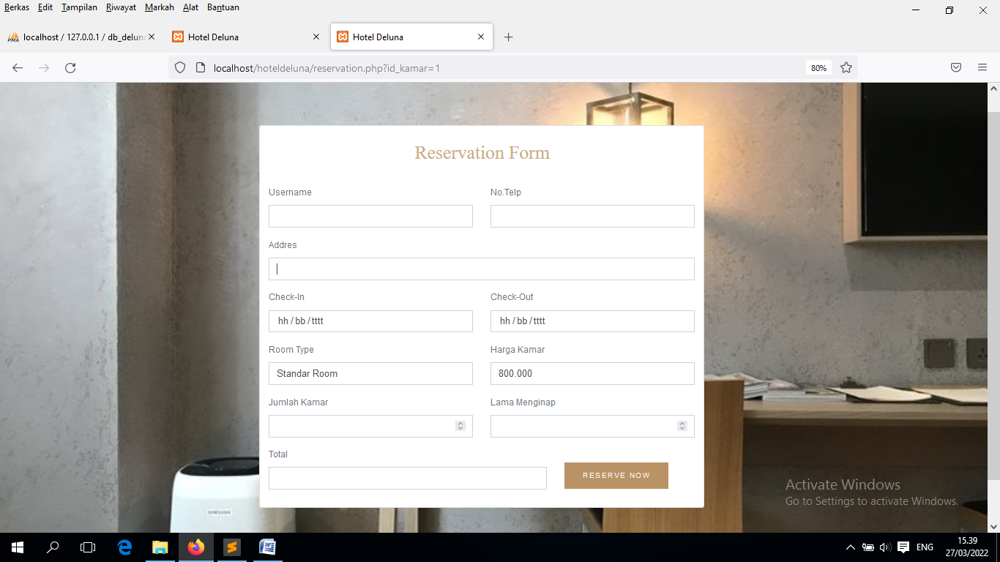 Berkas Edit Tampilan Riwayat Markah Alat Bantuan
PMA localhost / 127.0.0.1 / db_deluna Hotel Deluna Hotel Deluna
localhost/hoteldeluna/reservation.php?id_kamar=1 80%
Reservation Form
Username No.Telp
Addres
Check-In Check-Out
hh / bb / tttt hh / bb / tttt
Room Type Harga Kamar
Standar Room 800.000
Jumlah Kamar Lama Menginap
Total
RESERVE NOW
SAMSUNG
Activate Windows
Go to Settings to activate Windows.
ENG 15.39
27/03/2022